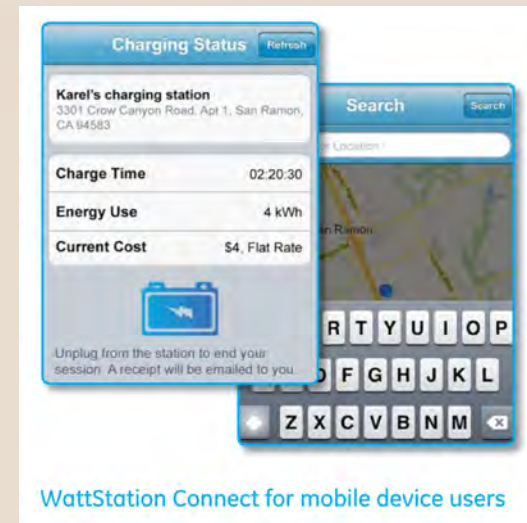 Charging Status
Refresh
Karel's charging station
3301 Crow Canyon Road, Apt 1, San Ramon,
CA 94583
Charge Time 02:20:30
Energy Use 4 kWh
Current Cost $4, Flat Rate
Unplug from the station to end your
session. A receipt will be emailed to you.
Search
Search
Location
San Ramon
R T Y U I O P
D F G H J K L
Z X C V B N M
WattStation Connect for mobile device users